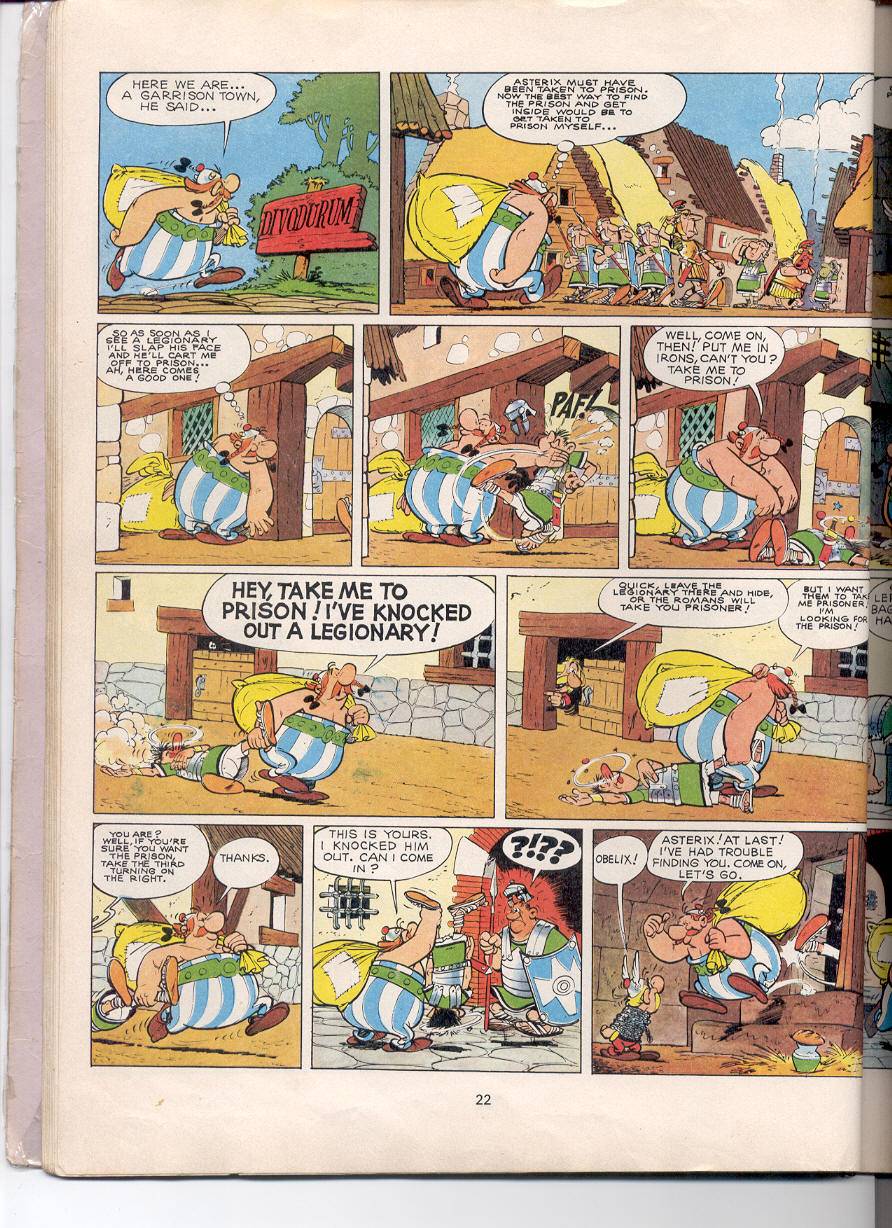 HERE WE ARE...
A GARRISON TOWN,
HE SAID...
DIVODURUM
ASTERIX MUST HAVE
BEEN TAKEN TO PRISON.
NOW THE BEST WAY TO FIND
THE PRISON AND GET
INSIDE WOULD BE TO
GET TAKEN TO
PRISON MYSELF...
SO AS SOON AS I
SEE A LEGIONARY
I'LL SLAP HIS FACE
AND HE'LL CART ME
OFF TO PRISON...
AH, HERE COMES
A GOOD ONE!
PAF!
WELL, COME ON,
THEN! PUT ME IN
IRONS, CAN'T YOU?
TAKE ME TO
PRISON!
HEY, TAKE ME TO
PRISON! I'VE KNOCKED
OUT A LEGIONARY!
QUICK, LEAVE THE
LEGIONARY THERE AND HIDE,
OR THE ROMANS WILL
TAKE YOU PRISONER!
BUT I WANT
THEM TO TAKE
ME PRISONER.
I'M
LOOKING FOR
THE PRISON!
YOU ARE?
WELL, IF YOU'RE
SURE YOU WANT
THE PRISON,
TAKE THE THIRD
TURNING ON
THE RIGHT.
THANKS.
THIS IS YOURS.
I KNOCKED HIM
OUT. CAN I COME
IN?
?!??
OBELIX!
ASTERIX! AT LAST!
I'VE HAD TROUBLE
FINDING YOU. COME ON,
LET'S GO.
22